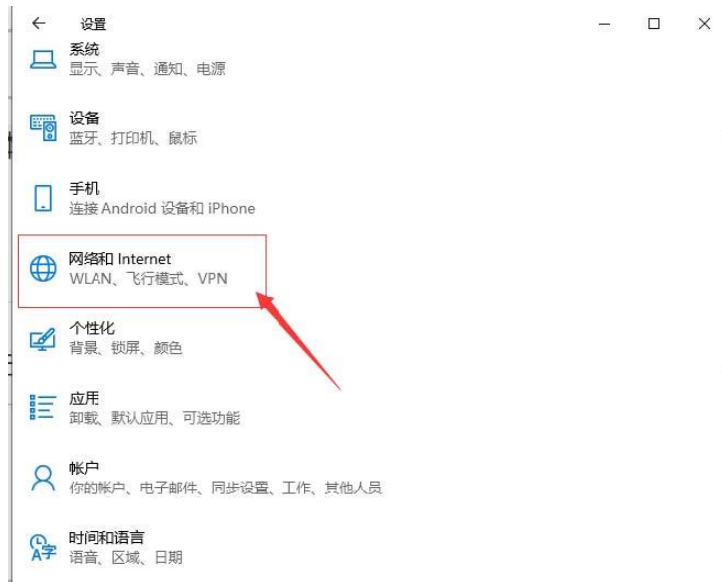 设置
系统
显示、声音、通知、电源
设备
蓝牙、打印机、鼠标
手机
连接 Android 设备和 iPhone
网络和 Internet
WLAN、飞行模式、VPN
个性化
背景、锁屏、颜色
应用
卸载、默认应用、可选功能
帐户
你的帐户、电子邮件、同步设置、工作、其他人员
时间和语言
语音、区域、日期